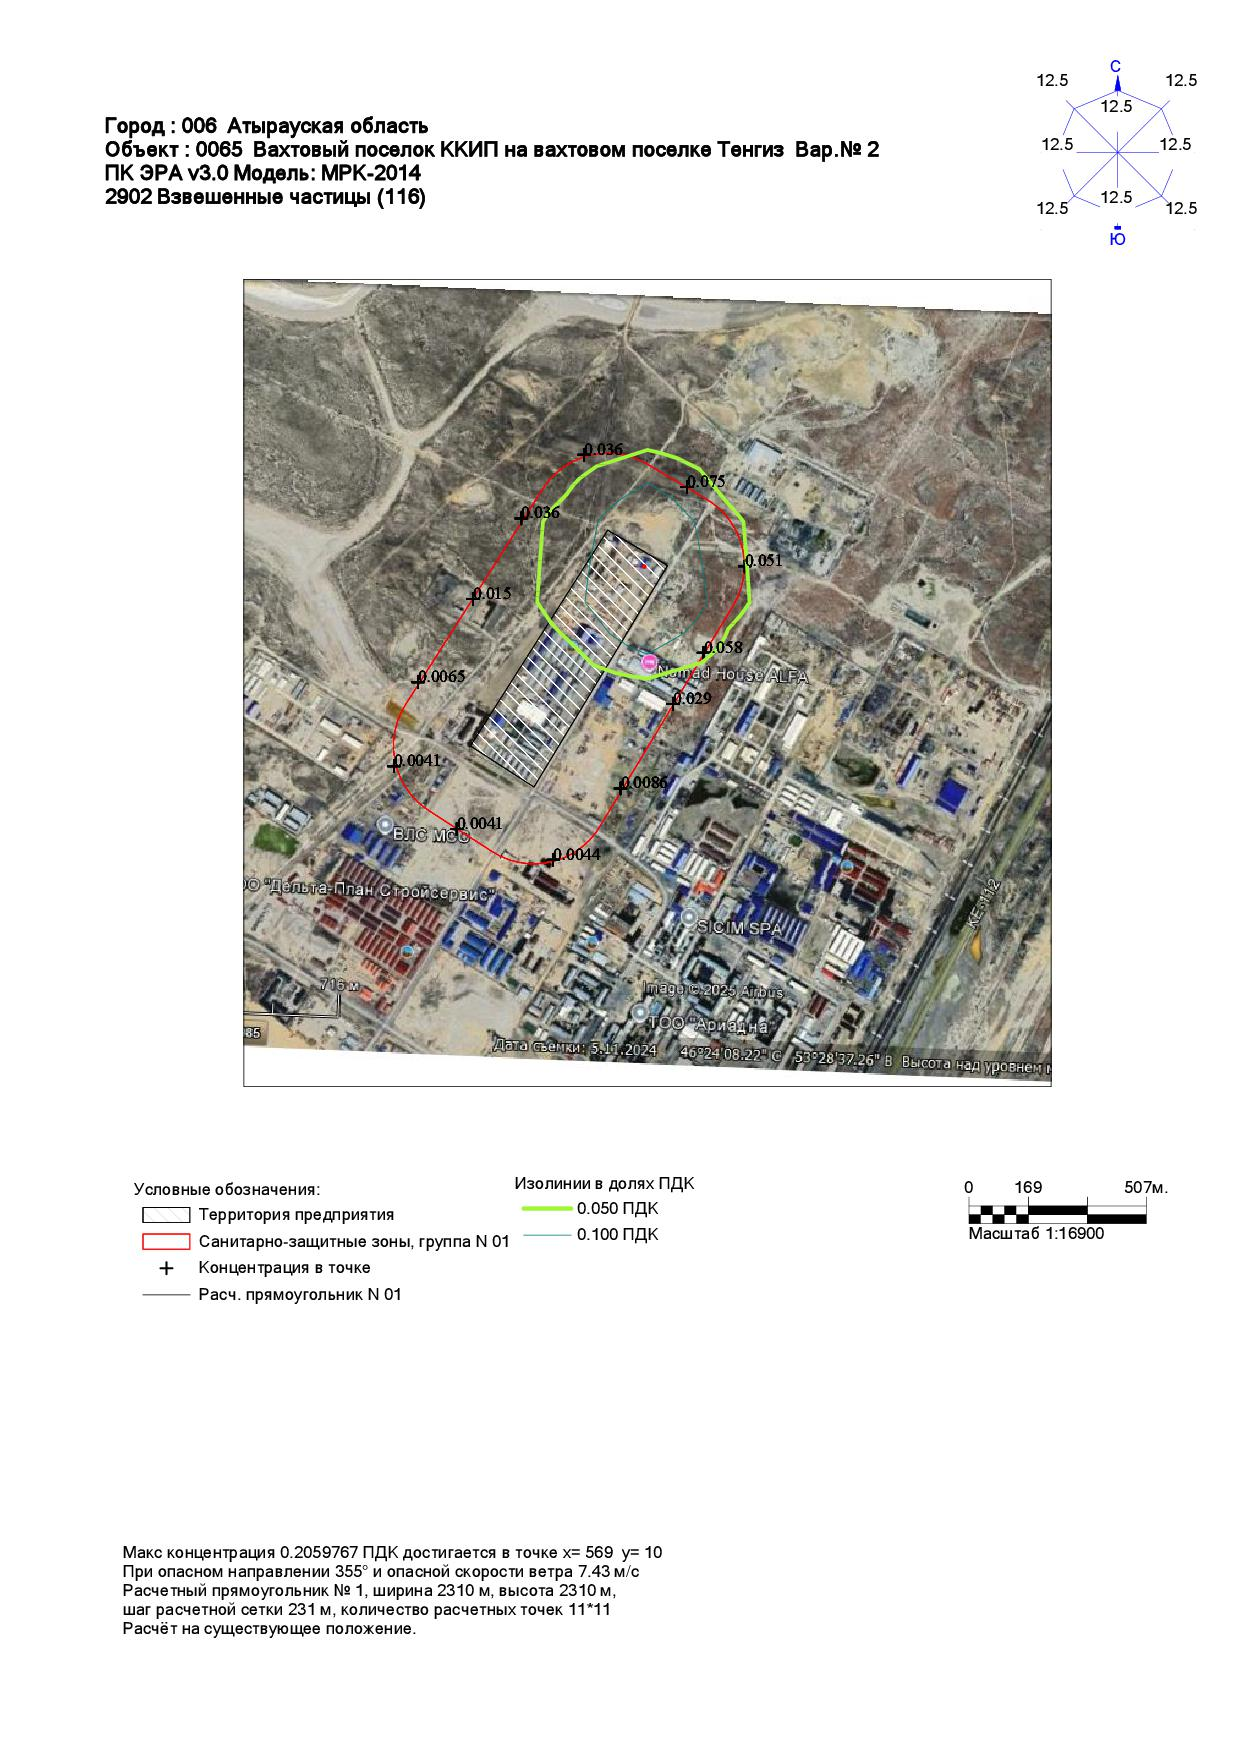 Город : 006 Атырауская область
Объект : 0065 Вахтовый поселок ККИП на вахтовом поселке Тенгиз Вар.№ 2
ПК ЭРА v3.0 Модель: МРК-2014
2902 Взвешенные частицы (116)
С
12.5 12.5
12.5
12.5 12.5
12.5
12.5 12.5
Ю
0.036
0.075
0.036
0.051
0.015
0.058
Nomad House ALFA
0.0065
0.029
0.0041
0.0086
0.0041
ВЛС МСС
0.0044
ОО "Дельта-План Стройсервис"
КЕ-112
SICIM SPA
716 м
Image © 2025 Airbus
ТОО "Ариадна"
85
Дата съемки: 5.11.2024 46°24'08.22" С 53°28'37.26" В Высота над уровнем м
Условные обозначения:
Территория предприятия
Санитарно-защитные зоны, группа N 01
Концентрация в точке
Расч. прямоугольник N 01
Изолинии в долях ПДК
0.050 ПДК
0.100 ПДК
0 169 507м.
Масштаб 1:16900
Макс концентрация 0.2059767 ПДК достигается в точке x= 569 y= 10
При опасном направлении 355° и опасной скорости ветра 7.43 м/с
Расчетный прямоугольник № 1, ширина 2310 м, высота 2310 м,
шаг расчетной сетки 231 м, количество расчетных точек 11*11
Расчёт на существующее положение.